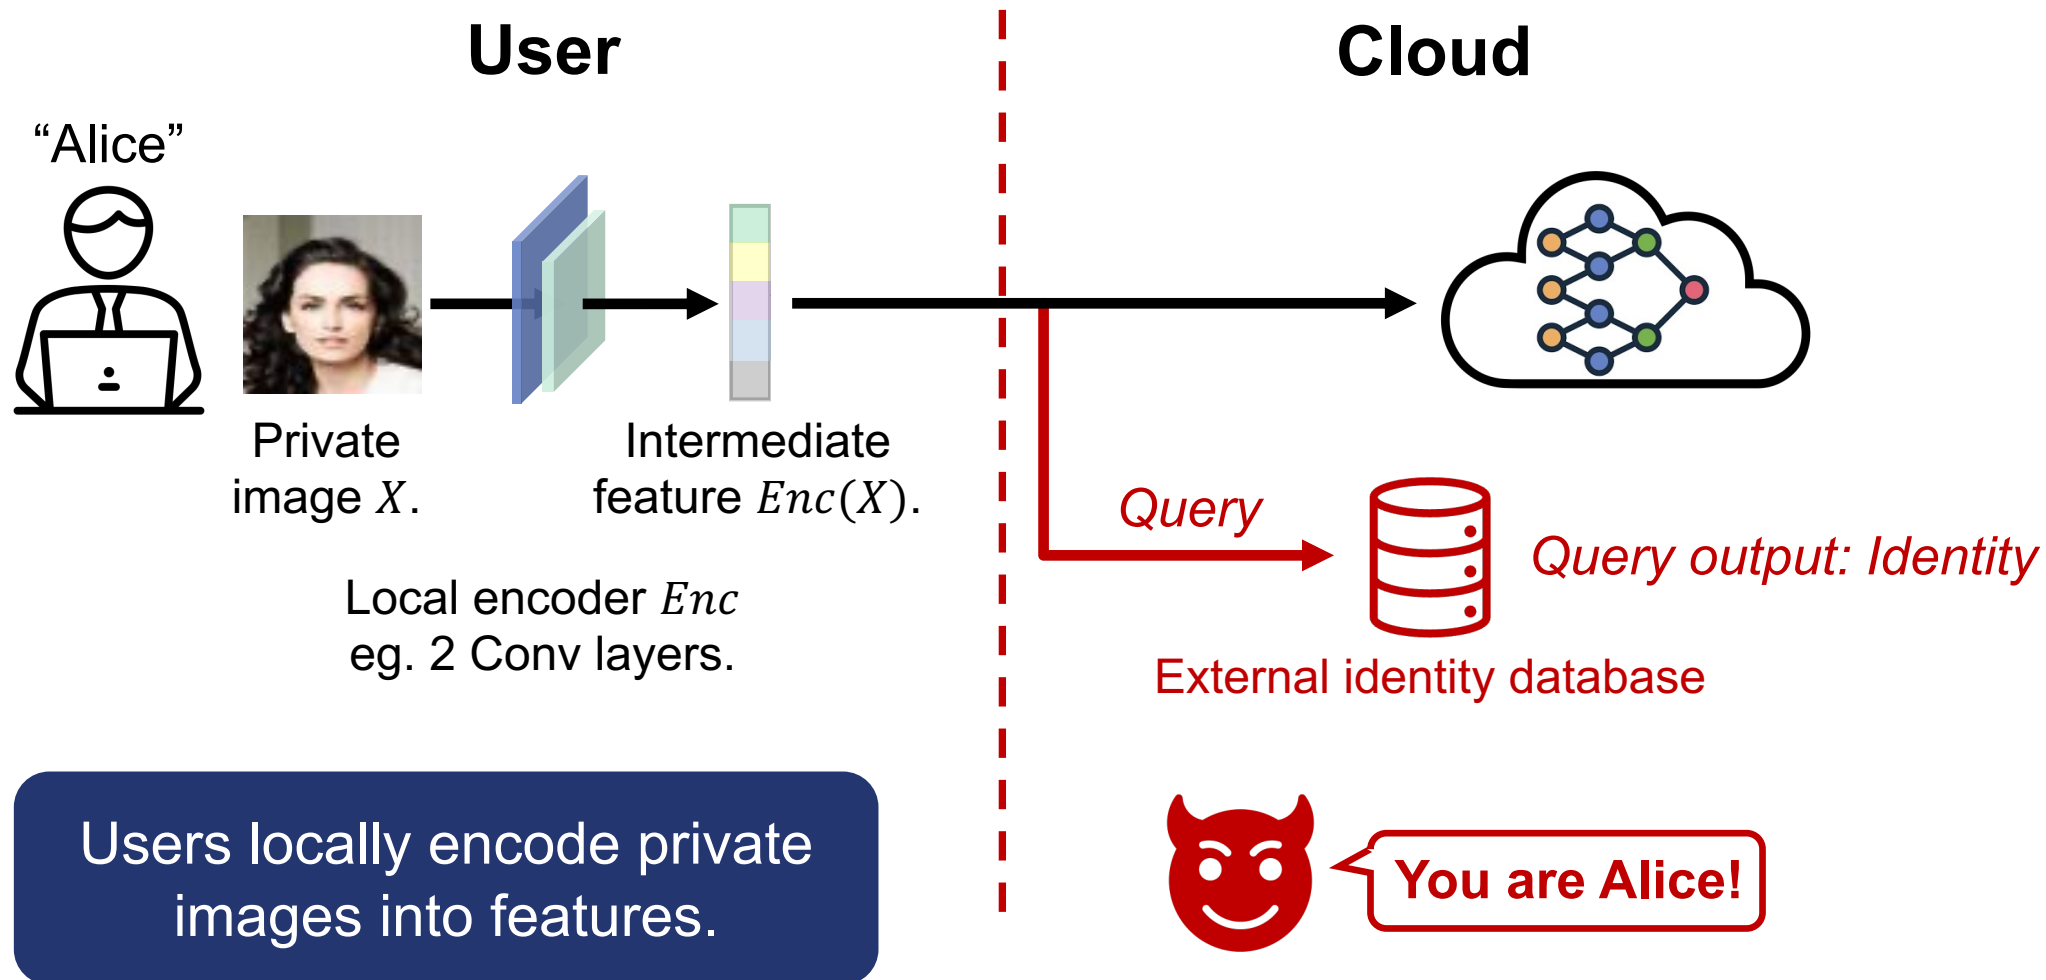 User
Cloud
“Alice”
Private
image X.
Intermediate
feature Enc(X).
Local encoder Enc
eg. 2 Conv layers.
Query
Query output: Identity
External identity database
Users locally encode private
images into features.
You are Alice!